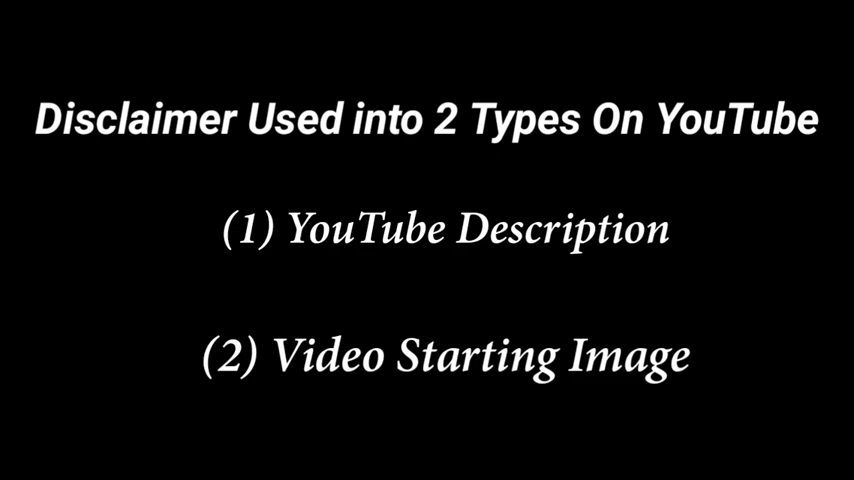 Disclaimer Used into 2 Types On YouTube
(1) YouTube Description
(2) Video Starting Image